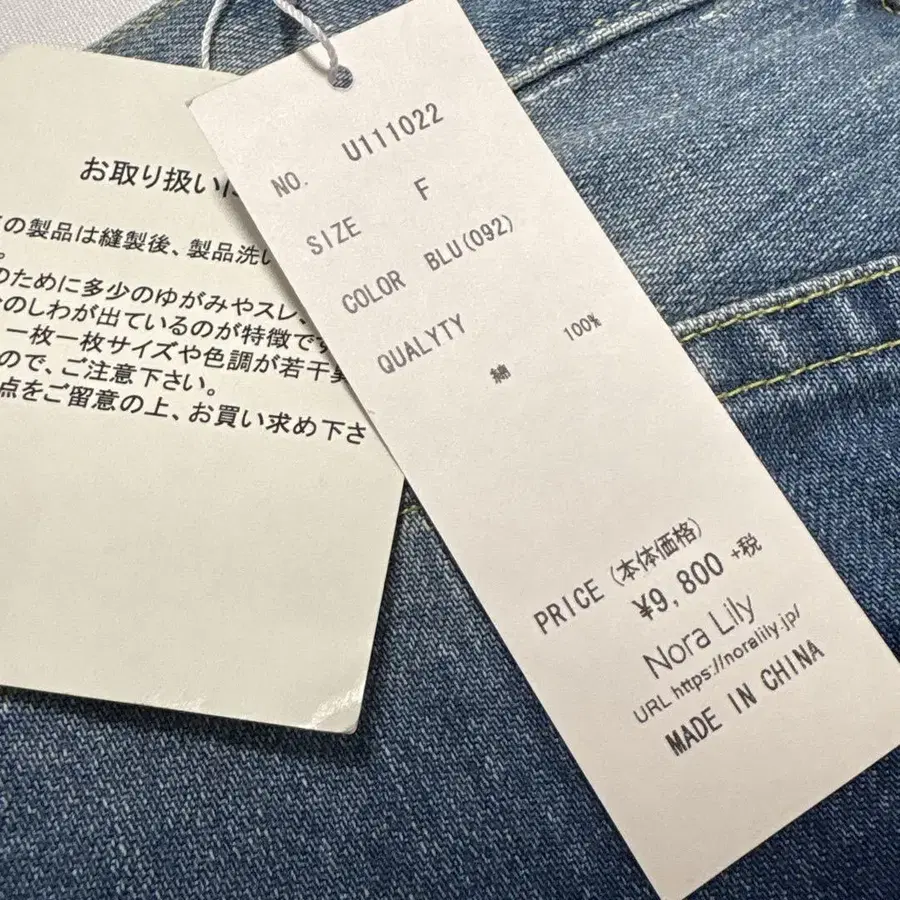 お取り扱いに
の製品は縫製後、製品洗い
。
のために多少のゆがみやスレ、
のしわが出ているのが特徴です
一枚一枚サイズや色調が若干異
ので、ご注意下さい。
点をご留意の上、お買い求め下さ
NO. U111022
SIZE F
COLOR BLU(092)
QUALYTY
綿 100%
PRICE (本体価格)
¥9,800 +税
Nora Lily
URL https://noralily.jp/
MADE IN CHINA